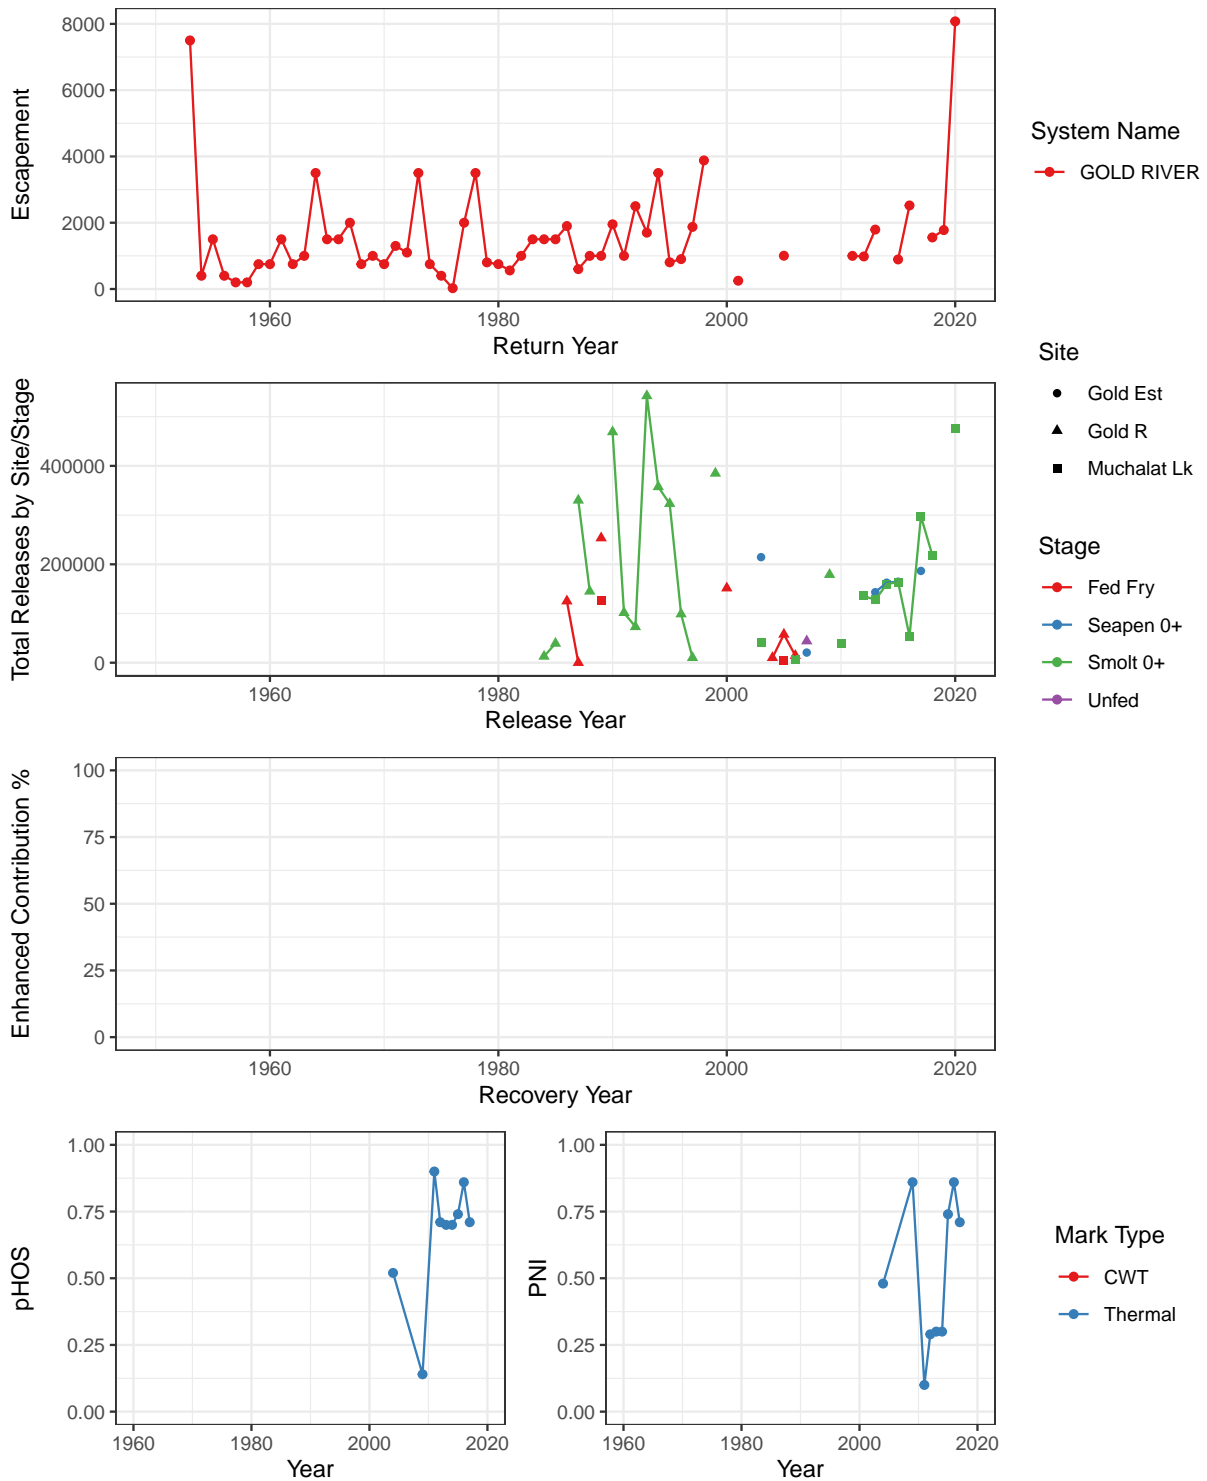 8000
6000
4000
2000
0
Escapement
1960
1980
2000
2020
Return Year
System Name
GOLD RIVER
400000
200000
0
Total Releases by Site/Stage
1960
1980
2000
2020
Release Year
Site
Gold Est
Gold R
Muchalat Lk
Stage
Fed Fry
Seapen 0+
Smolt 0+
Unfed
100
75
50
25
0
Enhanced Contribution %
1960
1980
2000
2020
Recovery Year
1.00
0.75
0.50
0.25
0.00
pHOS
1960
1980
2000
2020
Year
1.00
0.75
0.50
0.25
0.00
PNI
1960
1980
2000
2020
Year
Mark Type
CWT
Thermal